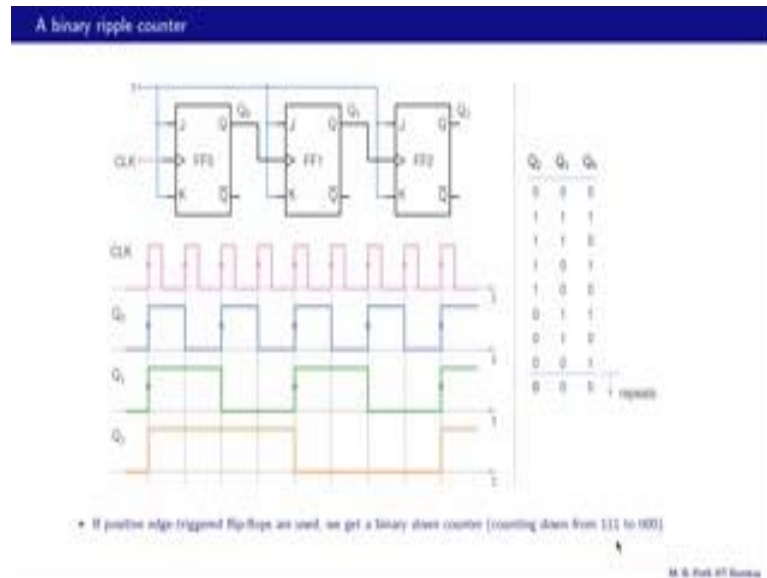 A binary ripple counter
1
Q₀ Q₁ Q₂
J Q J Q J Q
CLK FF0 FF1 FF2
K Q̅ K Q̅ K Q̅
CLK
t
Q₀
t
Q₁
t
Q₂
t
Q₂ Q₁ Q₀
0 0 0
1 1 1
1 1 0
1 0 1
1 0 0
0 1 1
0 1 0
0 0 1
0 0 0 repeats
• If positive edge-triggered flip-flops are used, we get a binary down counter (counting down from 111 to 000).
M. B. Patil, IIT Bombay